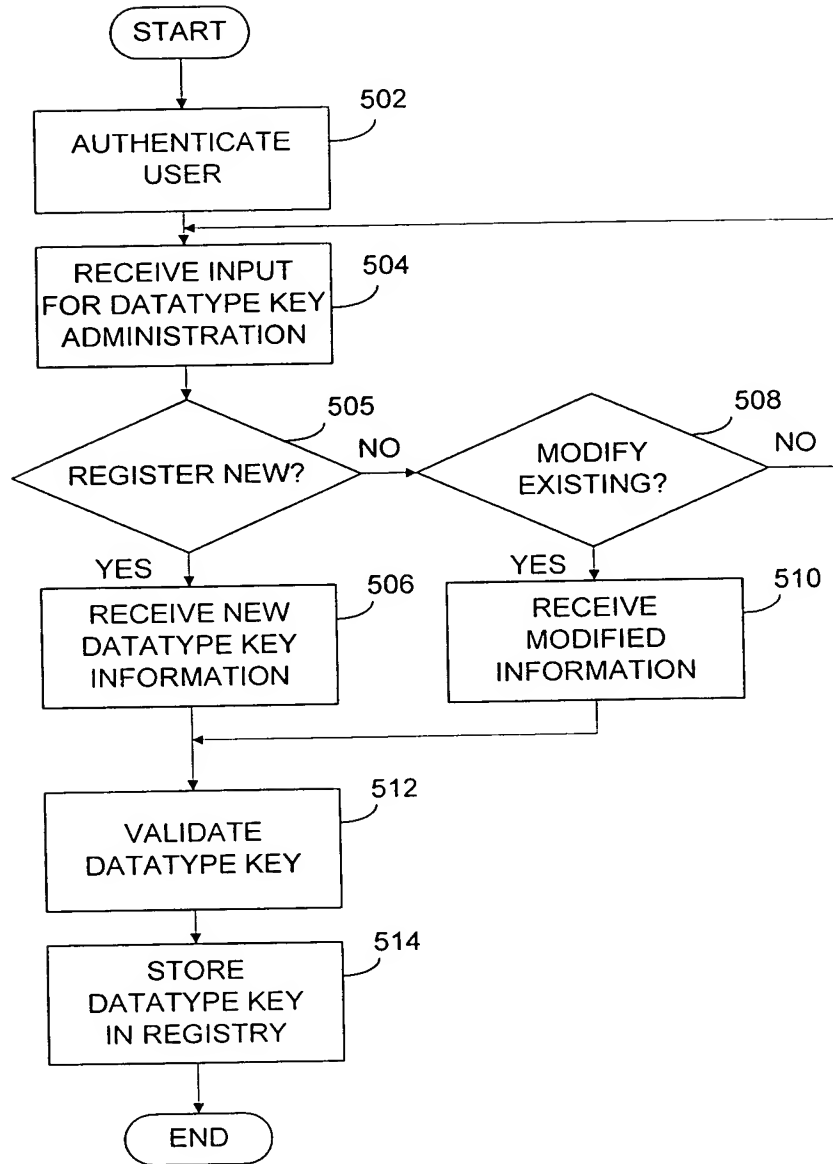 START
502
AUTHENTICATE
USER
RECEIVE INPUT
FOR DATATYPE KEY
ADMINISTRATION
504
505
REGISTER NEW?
NO
508
MODIFY
EXISTING?
NO
YES
RECEIVE NEW
DATATYPE KEY
INFORMATION
506
YES
RECEIVE
MODIFIED
INFORMATION
510
512
VALIDATE
DATATYPE KEY
514
STORE
DATATYPE KEY
IN REGISTRY
END